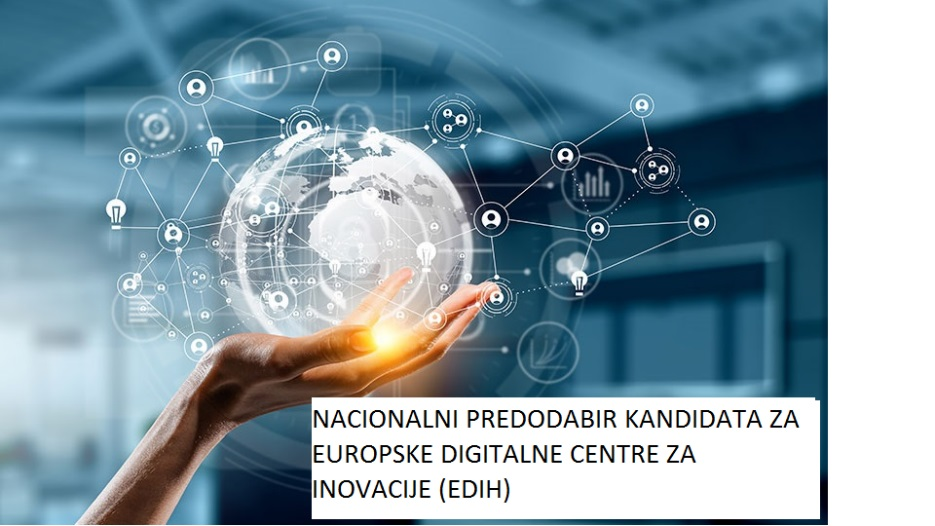 NACIONALNI PREDODABIR KANDIDATA ZA
EUROPSKE DIGITALNE CENTRE ZA
INOVACIJE (EDIH)